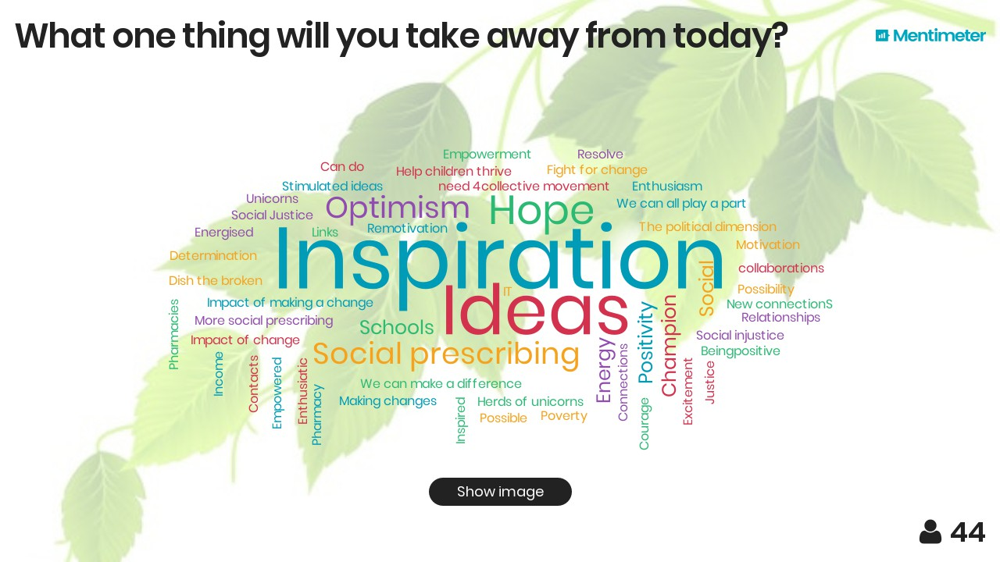 What one thing will you take away from today?
Mentimeter
Empowerment
Resolve
Can do
Help children thrive
Fight for change
Stimulated ideas
need 4collective movement
Enthusiasm
Unicorns
Optimism
Hope
We can all play a part
Social Justice
Energised
Links
Remotivation
The political dimension
Inspiration
Motivation
Determination
Social
collaborations
Dish the broken
IT
Possibility
Impact of making a change
Ideas
New connectionS
Pharmacies
More social prescribing
Schools
Positivity
Champion
Relationships
Impact of change
Social prescribing
Social injustice
Beingpositive
Income
Contacts
Empowered
Enthusiatic
Pharmacy
We can make a difference
Energy
Connections
Excitement
Justice
Making changes
Inspired
Herds of unicorns
Possible
Poverty
Courage
Show image
44